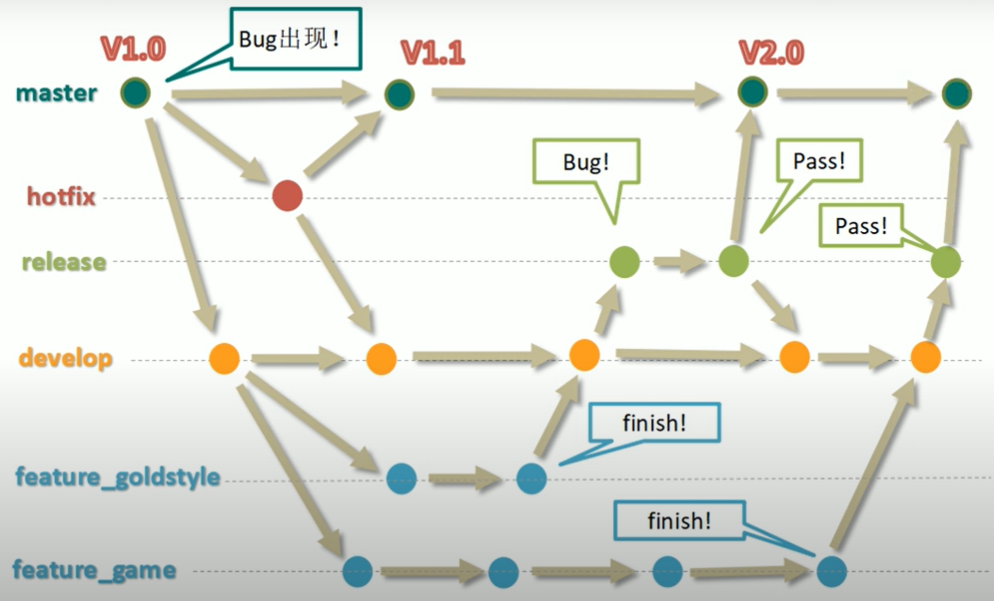 V1.0
Bug出现！
V1.1
V2.0
master
Bug!
Pass!
hotfix
Pass!
release
develop
finish!
feature_goldstyle
finish!
feature_game